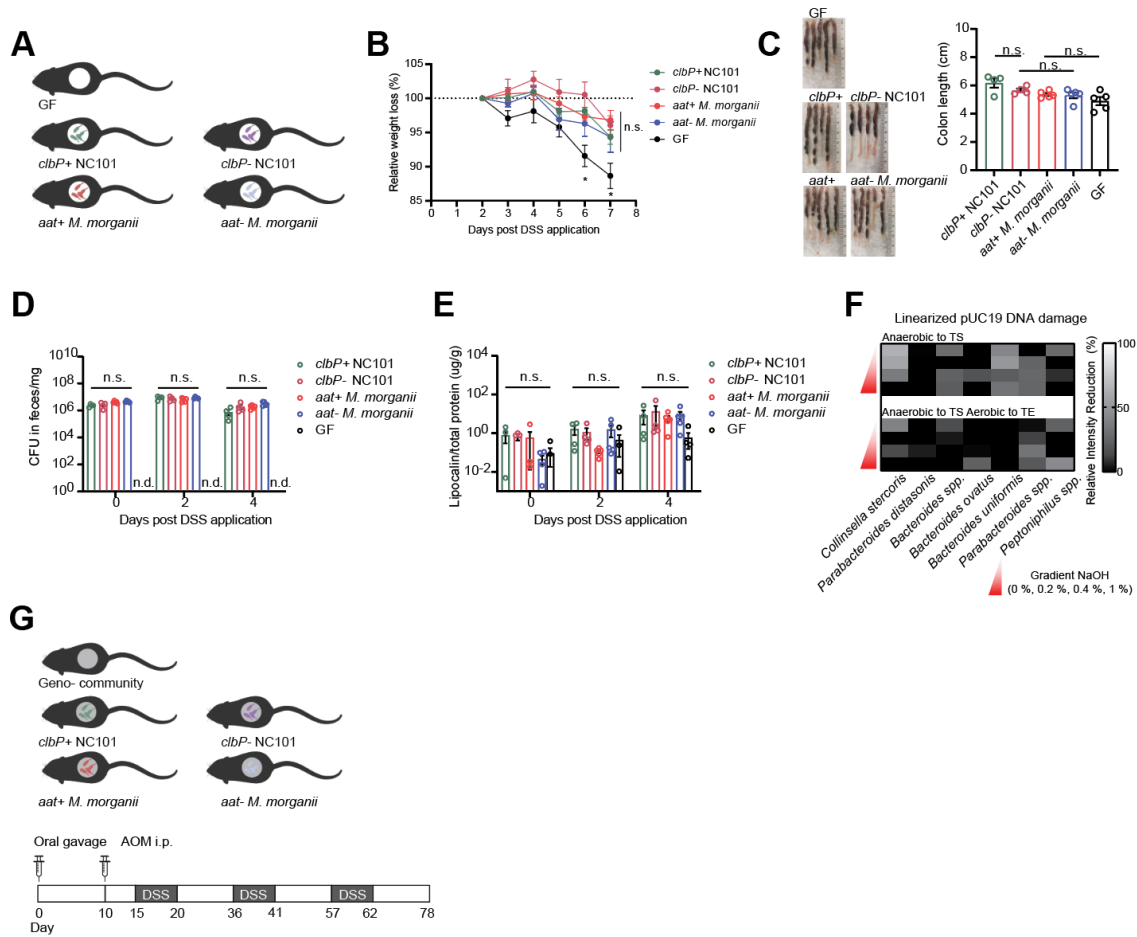 A
GF
clbP+ NC101
clbP- NC101
aat+ M. morganii
aat- M. morganii
B
Relative weight loss (%)
105
100
95
90
85
0 1 2 3 4 5 6 7 8
Days post DSS application
clbP+ NC101
clbP- NC101
aat+ M. morganii
aat- M. morganii
GF
n.s.
*
*
C
GF
clbP+
clbP- NC101
aat+
aat- M. morganii
Colon length (cm)
10
8
6
4
2
0
n.s.
n.s.
n.s.
clbP+ NC101
clbP- NC101
aat+ M. morganii
aat- M. morganii
GF
D
CFU in feces/mg
10^10
10^8
10^6
10^4
10^2
10^0
n.s.
n.s.
n.s.
n.d.
n.d.
n.d.
0 2 4
Days post DSS application
clbP+ NC101
clbP- NC101
aat+ M. morganii
aat- M. morganii
GF
E
Lipocalin/total protein (ug/g)
10^4
10^2
10^0
10^-2
n.s.
n.s.
n.s.
0 2 4
Days post DSS application
F
Linearized pUC19 DNA damage
Anaerobic to TS
Anaerobic to TS Aerobic to TE
100
50
0
Relative Intensity Reduction (%)
Collinsella stercoris
Parabacteroides distasonis
Bacteroides spp.
Bacteroides ovatus
Bacteroides uniformis
Parabacteroides spp.
Peptoniphilus spp.
Gradient NaOH
(0 %, 0.2 %, 0.4 %, 1 %)
G
Geno- community
clbP+ NC101
clbP- NC101
aat+ M. morganii
aat- M. morganii
Oral gavage AOM i.p.
DSS DSS DSS
0 10 15 20 36 41 57 62 78
Day